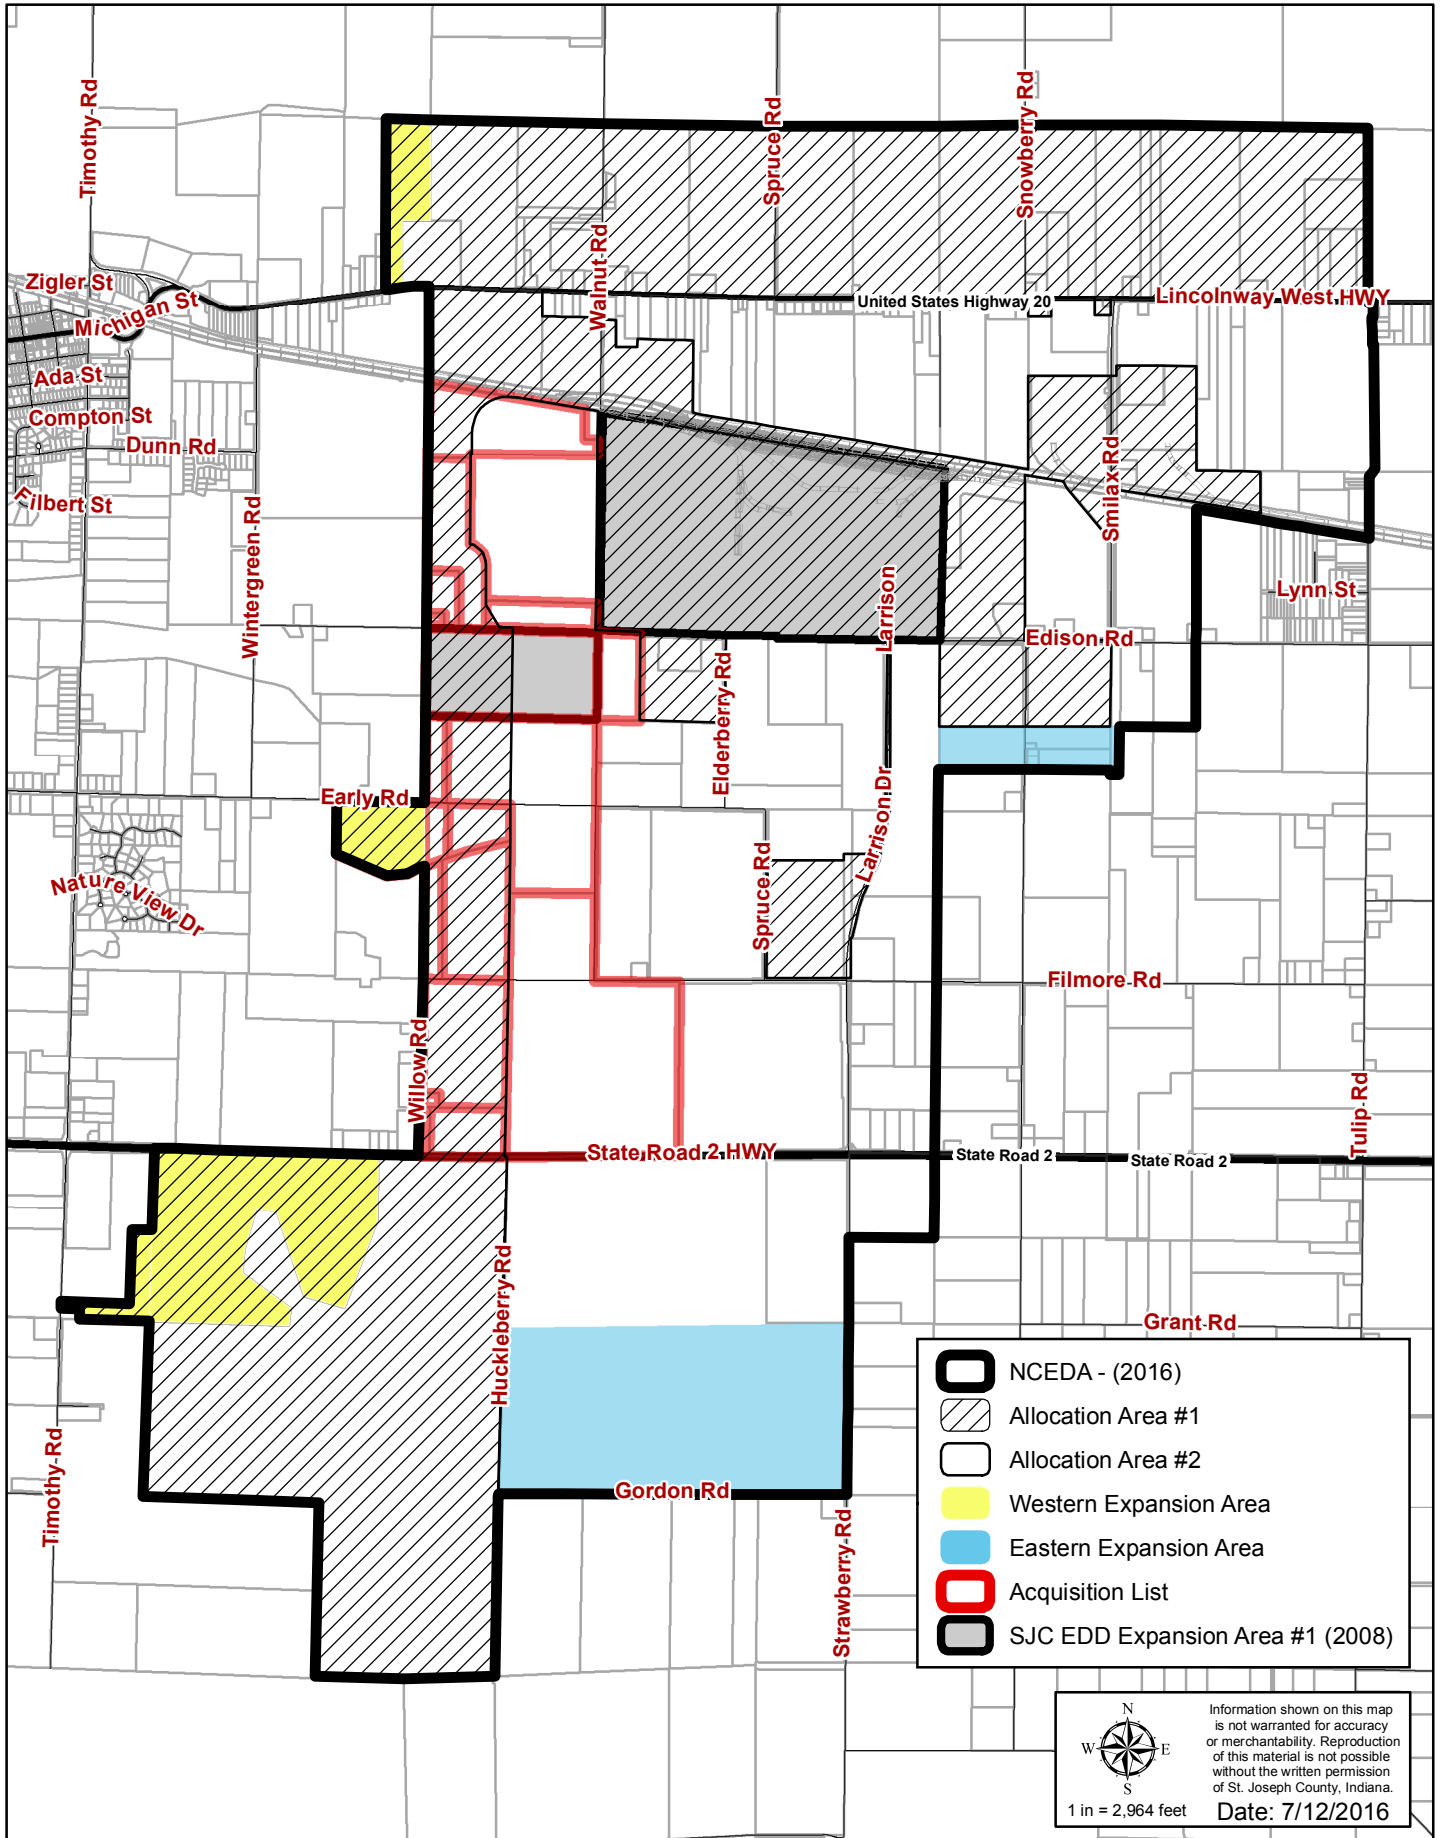 Timothy Rd
Spruce Rd
Snowberry Rd
Walnut Rd
Zigler St
Michigan St
United States Highway 20
Lincolnway West HWY
Ada St
Compton St
Dunn Rd
Filbert St
Wintergreen Rd
Smilax Rd
Larrison
Lynn St
Edison Rd
Elderberry Rd
Early Rd
Larrison Dr
Spruce Rd
Nature View Dr
Filmore Rd
Willow Rd
Tulip Rd
State Road 2 HWY
State Road 2
State Road 2
Huckleberry Rd
Grant Rd
Timothy Rd
Gordon Rd
Strawberry Rd
NCEDA - (2016)
Allocation Area #1
Allocation Area #2
Western Expansion Area
Eastern Expansion Area
Acquisition List
SJC EDD Expansion Area #1 (2008)
N
W E
S
1 in = 2,964 feet
Information shown on this map
is not warranted for accuracy
or merchantability. Reproduction
of this material is not possible
without the written permission
of St. Joseph County, Indiana.
Date: 7/12/2016